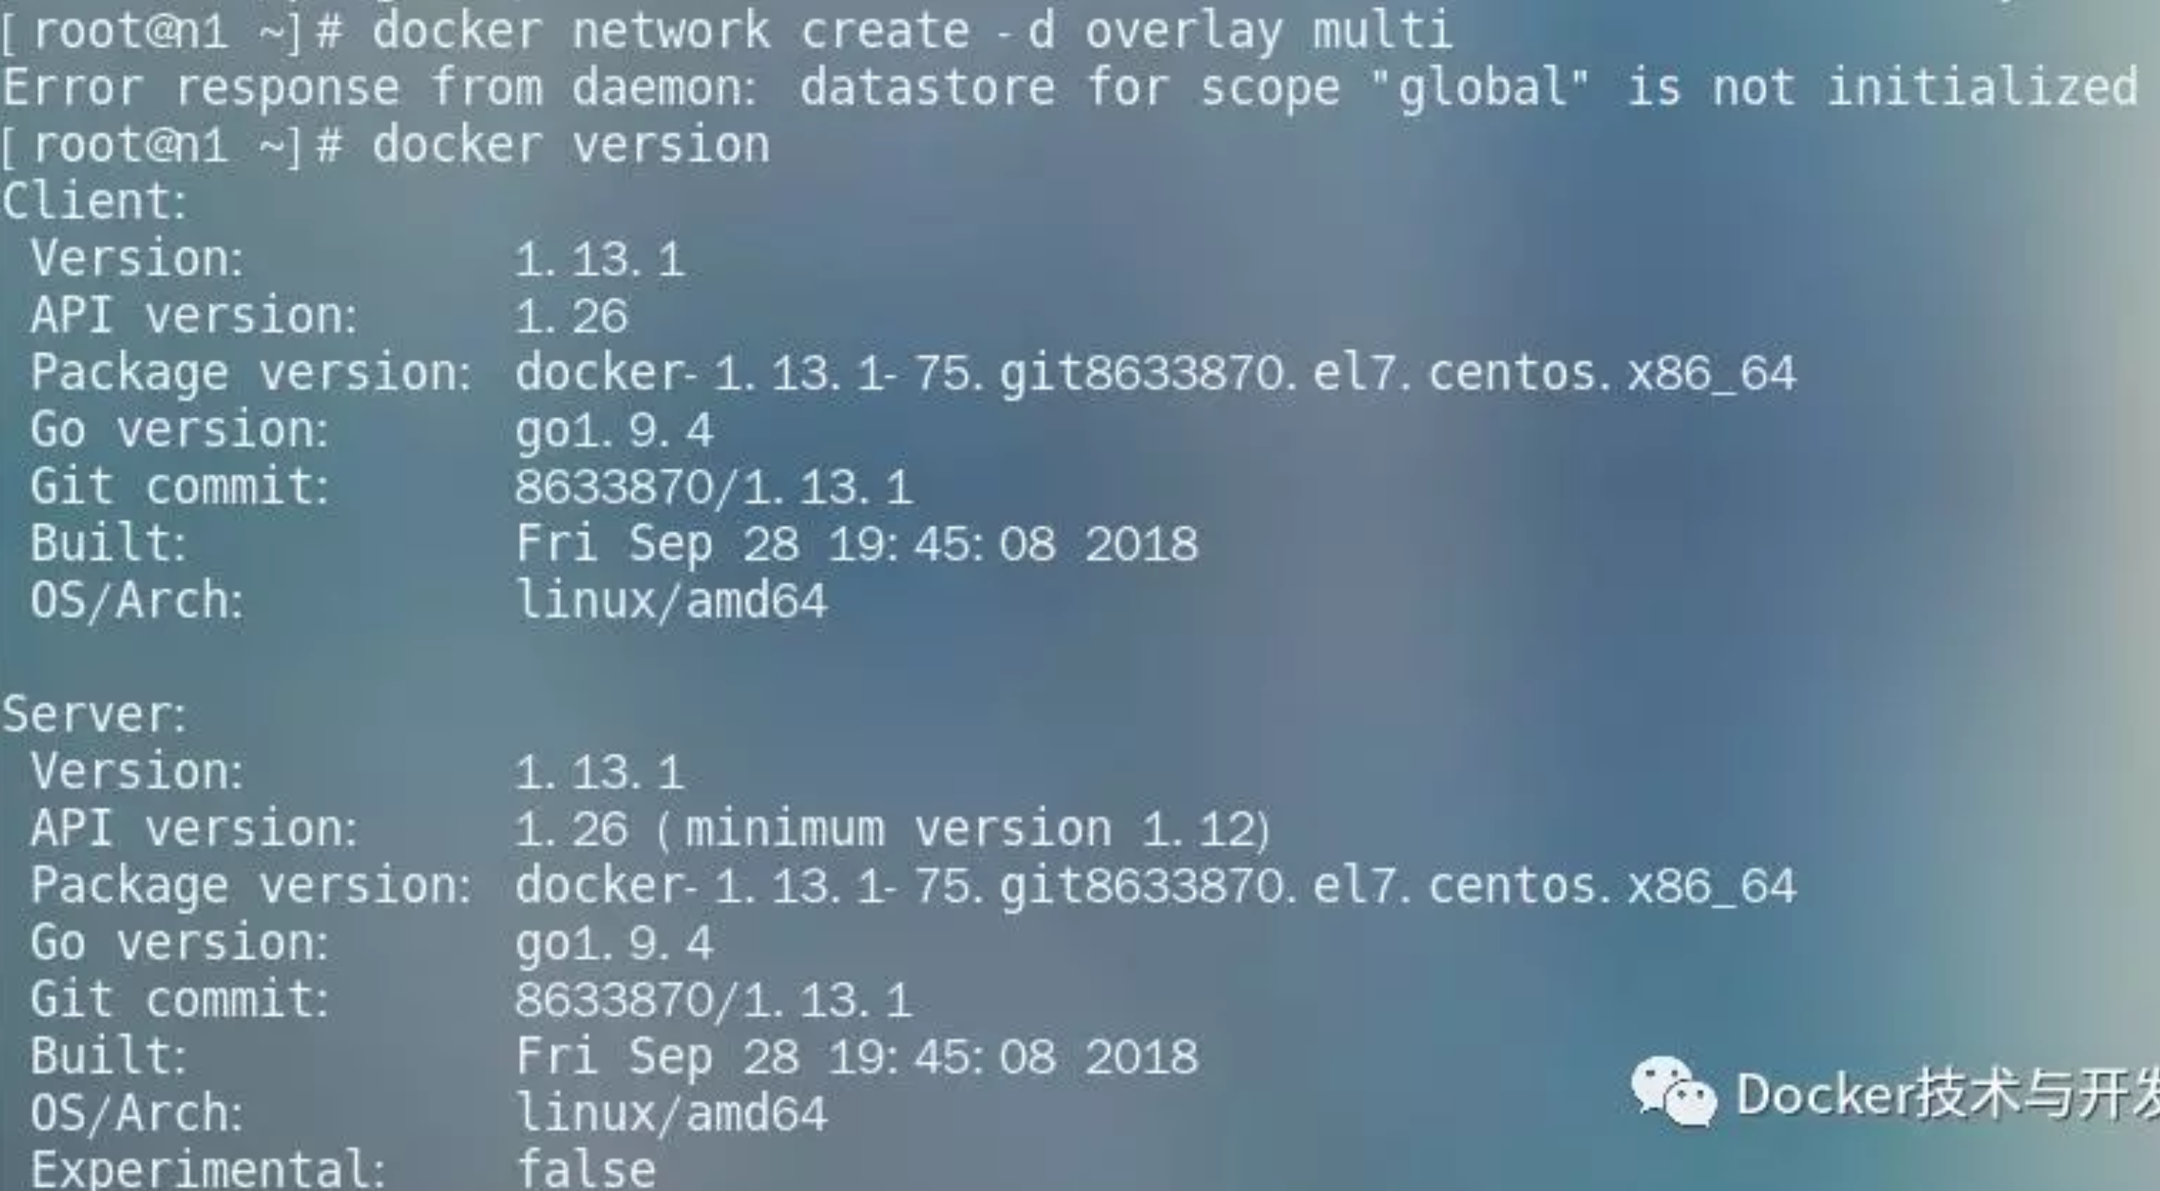 [root@n1 ~]# docker network create -d overlay multi
Error response from daemon: datastore for scope "global" is not initialized
[root@n1 ~]# docker version
Client:
 Version:         1.13.1
 API version:     1.26
 Package version: docker-1.13.1-75.git8633870.el7.centos.x86_64
 Go version:      go1.9.4
 Git commit:      8633870/1.13.1
 Built:           Fri Sep 28 19:45:08 2018
 OS/Arch:         linux/amd64

Server:
 Version:         1.13.1
 API version:     1.26 (minimum version 1.12)
 Package version: docker-1.13.1-75.git8633870.el7.centos.x86_64
 Go version:      go1.9.4
 Git commit:      8633870/1.13.1
 Built:           Fri Sep 28 19:45:08 2018
 OS/Arch:         linux/amd64
 Experimental:    false
Docker技术与开发